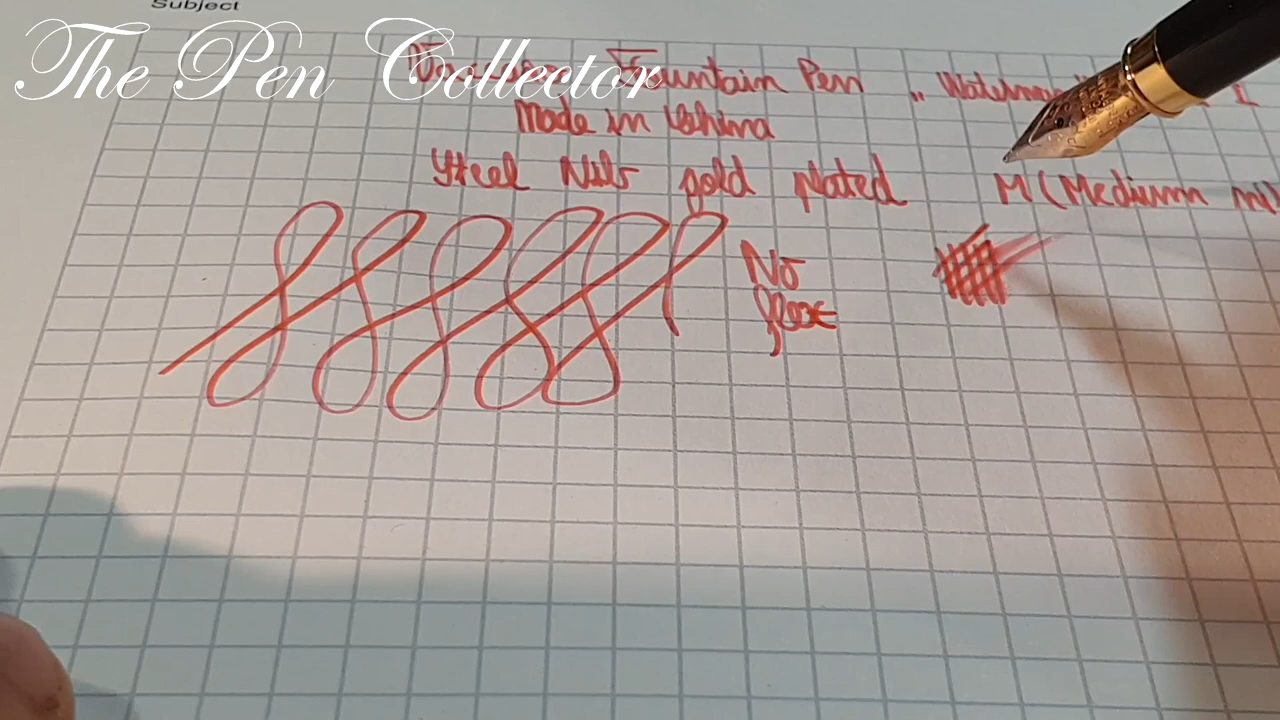 Subject
The Pen Collector
Fountain Pen „
Made in China
Steel Nib gold plated M (Medium
No
flex